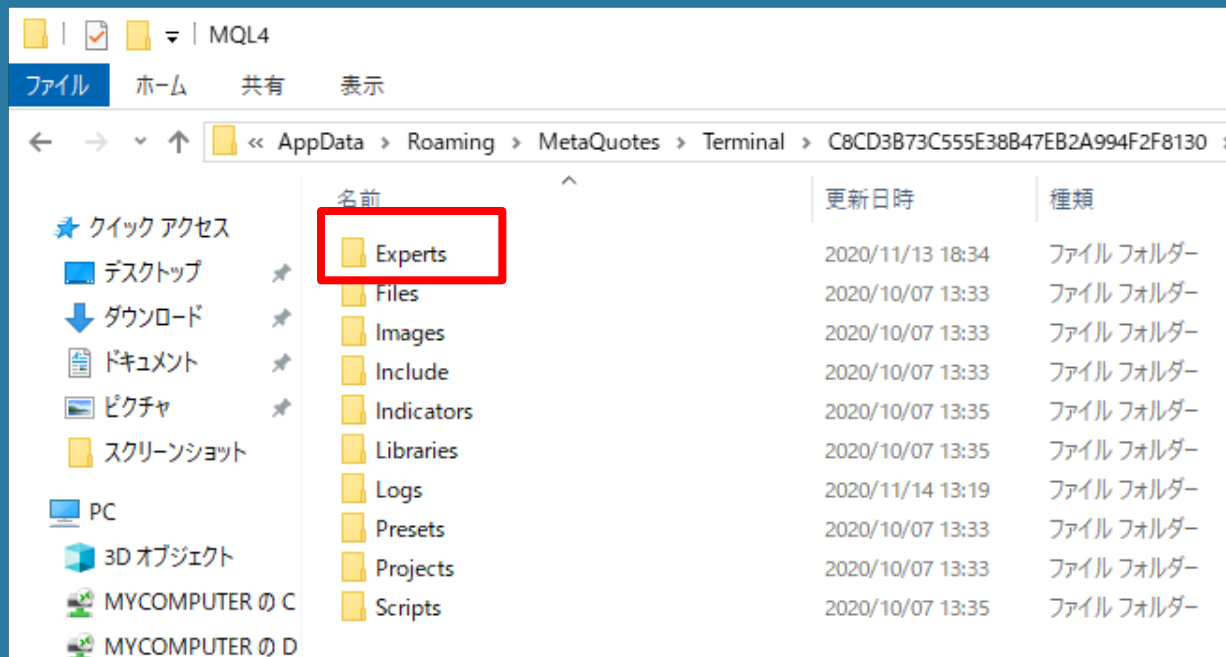 MQL4
ファイル ホーム 共有 表示
« AppData › Roaming › MetaQuotes › Terminal › C8CD3B73C555E38B47EB2A994F2F8130 ›
名前 更新日時 種類
クイック アクセス
デスクトップ
ダウンロード
ドキュメント
ピクチャ
スクリーンショット
PC
3D オブジェクト
MYCOMPUTER の C
MYCOMPUTER の D
Experts 2020/11/13 18:34 ファイル フォルダー
Files 2020/10/07 13:33 ファイル フォルダー
Images 2020/10/07 13:33 ファイル フォルダー
Include 2020/10/07 13:33 ファイル フォルダー
Indicators 2020/10/07 13:35 ファイル フォルダー
Libraries 2020/10/07 13:35 ファイル フォルダー
Logs 2020/11/14 13:19 ファイル フォルダー
Presets 2020/10/07 13:33 ファイル フォルダー
Projects 2020/10/07 13:33 ファイル フォルダー
Scripts 2020/10/07 13:35 ファイル フォルダー